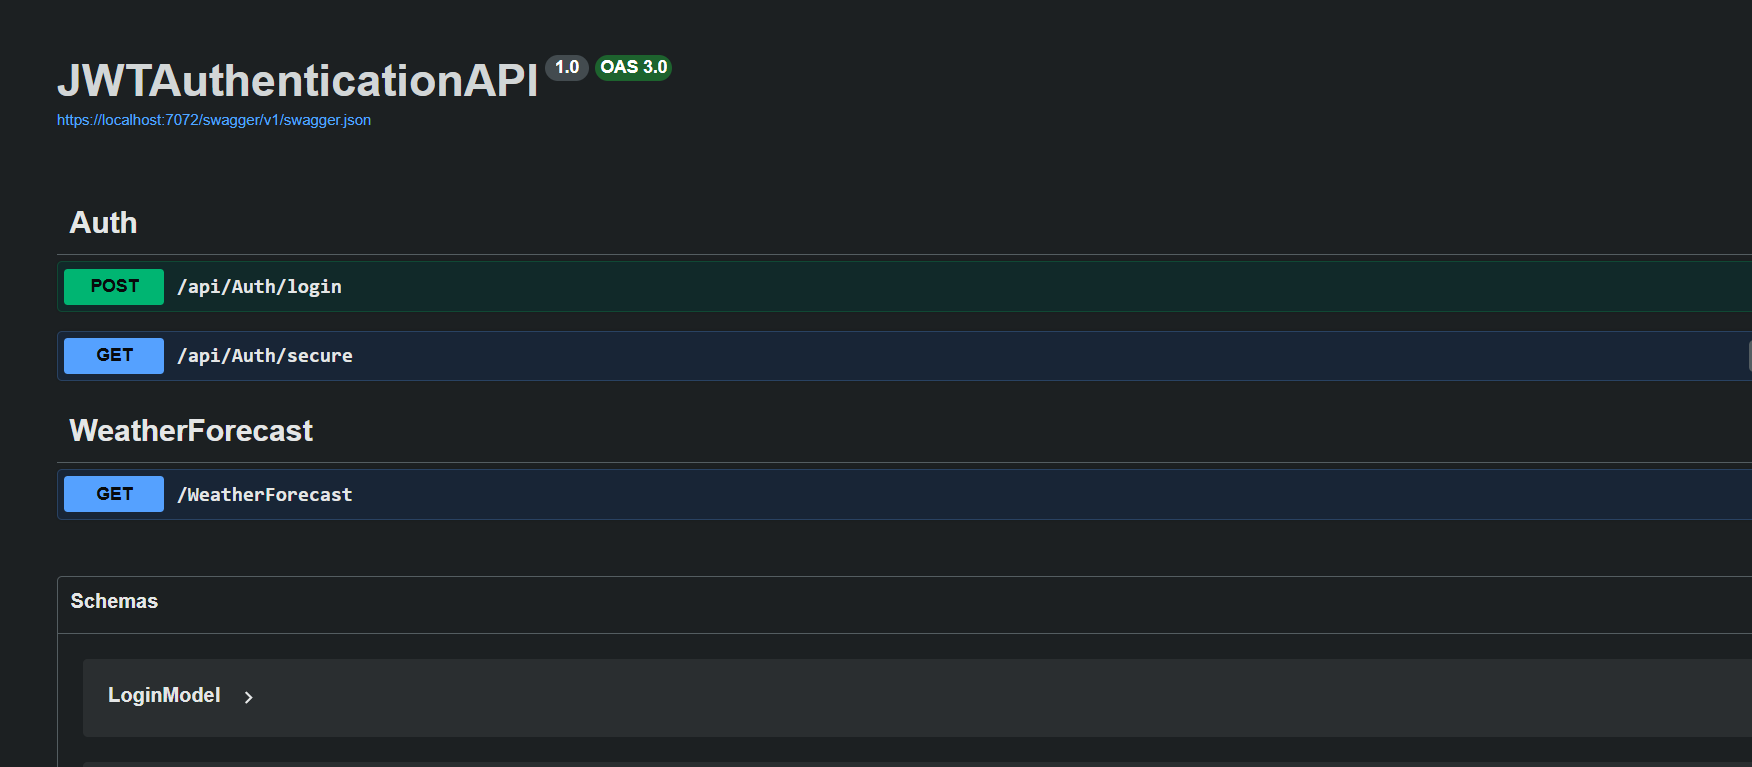 JWTAuthenticationAPI 1.0 OAS 3.0
https://localhost:7072/swagger/v1/swagger.json
Auth
POST /api/Auth/login
GET /api/Auth/secure
WeatherForecast
GET /WeatherForecast
Schemas
LoginModel